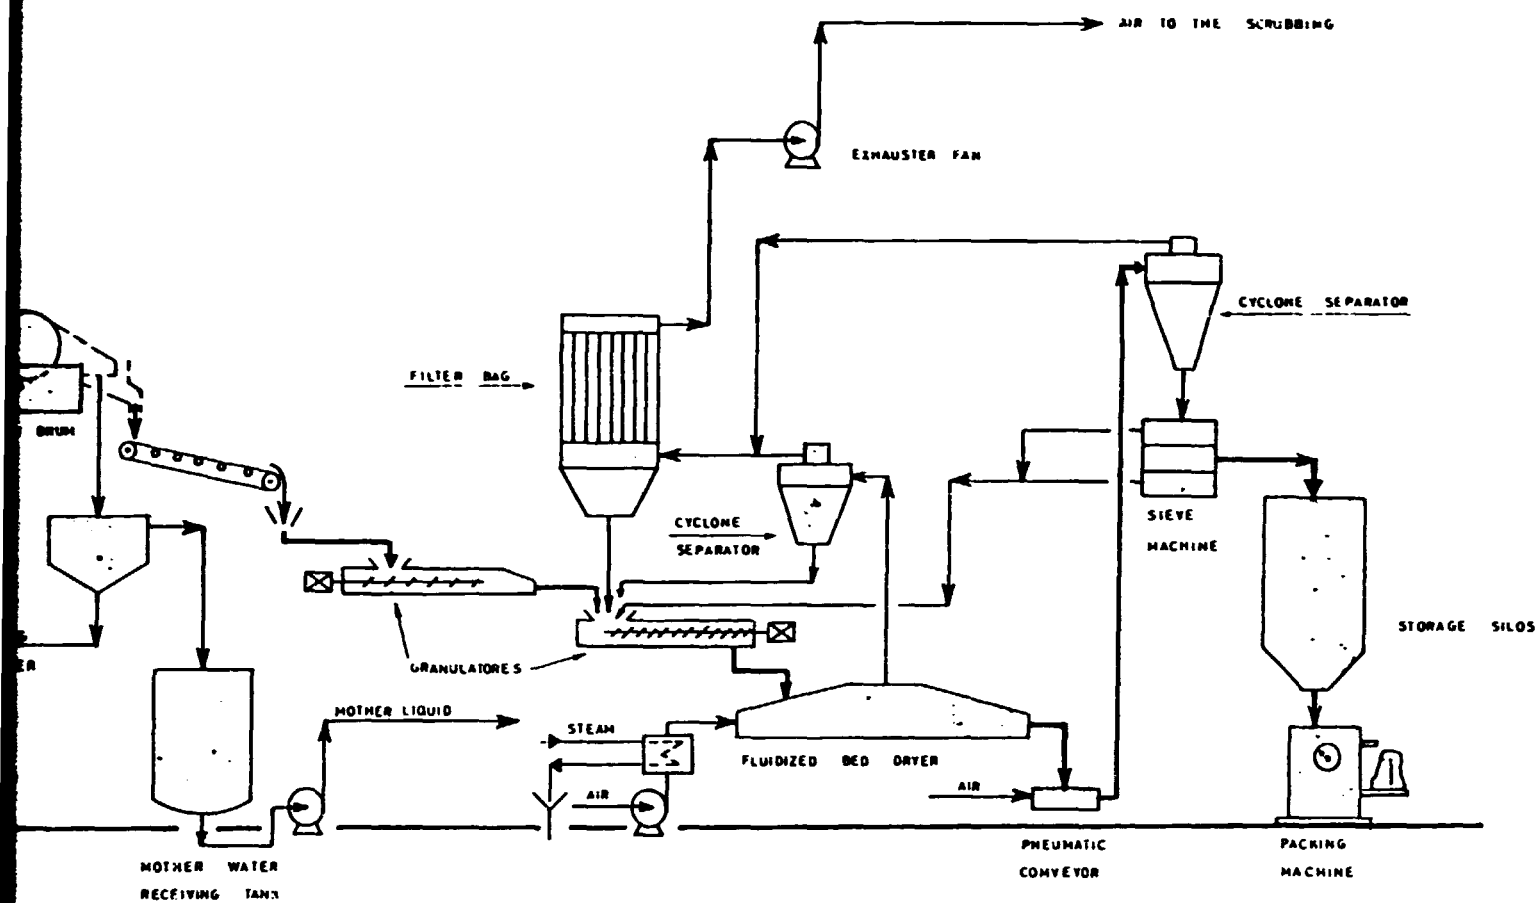 AIR TO THE SCRUBBING
EXHAUSTER FAN
CYCLONE SEPARATOR
FILTER BAG
DRUM
SIEVE
MACHINE
CYCLONE
SEPARATOR
STORAGE SILOS
ER
GRANULATORES
MOTHER LIQUID
STEAM
FLUIDIZED BED DRYER
AIR
AIR
PNEUMATIC
CONVEYOR
PACKING
MACHINE
MOTHER WATER
RECEIVING TANK